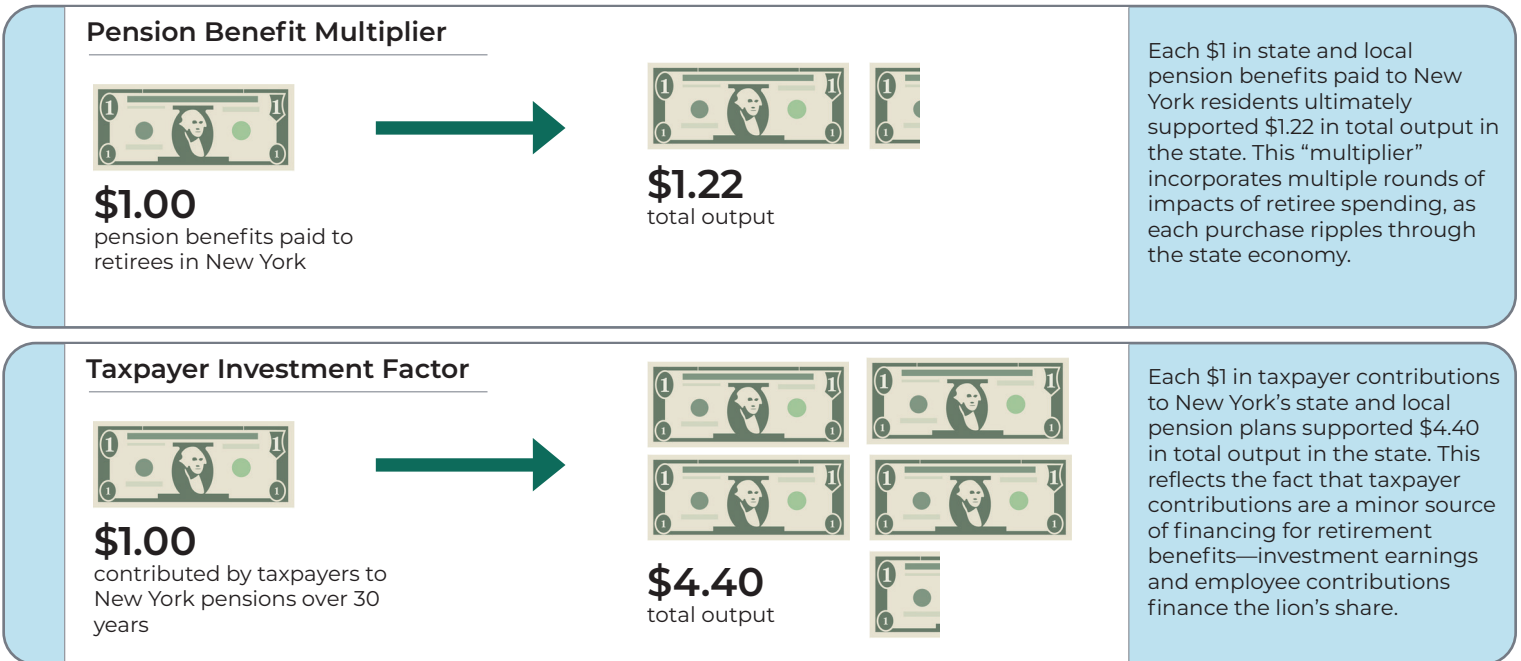 Pension Benefit Multiplier
$1.00
pension benefits paid to
retirees in New York
$1.22
total output
Each $1 in state and local
pension benefits paid to New
York residents ultimately
supported $1.22 in total output in
the state. This “multiplier”
incorporates multiple rounds of
impacts of retiree spending, as
each purchase ripples through
the state economy.
Taxpayer Investment Factor
$1.00
contributed by taxpayers to
New York pensions over 30
years
$4.40
total output
Each $1 in taxpayer contributions
to New York’s state and local
pension plans supported $4.40
in total output in the state. This
reflects the fact that taxpayer
contributions are a minor source
of financing for retirement
benefits—investment earnings
and employee contributions
finance the lion’s share.